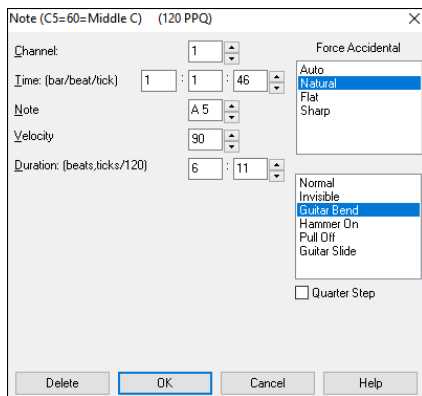 Note (C5=60=Middle C) (120 PPQ)
Channel: 1
Force Accidental
Time: (bar/beat/tick) 1 : 1 : 46
Auto
Natural
Flat
Sharp
Note A 5
Velocity 90
Duration: (beats,ticks/120) 6 : 11
Normal
Invisible
Guitar Bend
Hammer On
Pull Off
Guitar Slide
Quarter Step
Delete OK Cancel Help